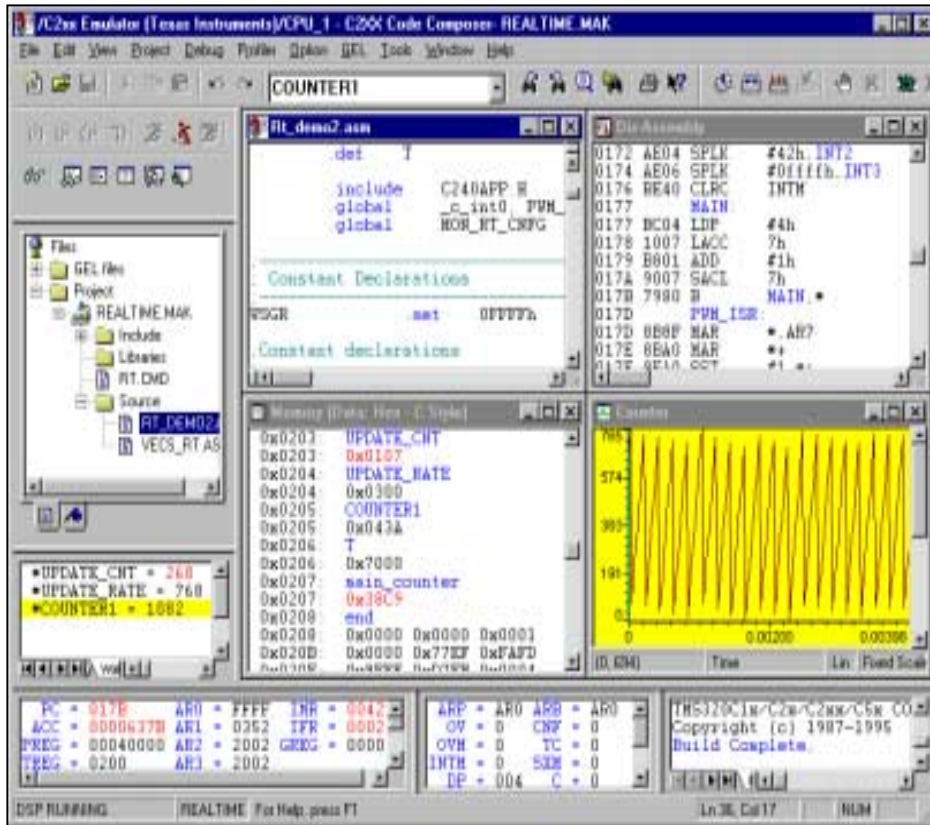 /C2xx Emulator (Texas Instruments)/CPU_1 - C2XX Code Composer- REALTIME.MAK
File Edit View Project Debug Profiler Option GEL Tools Window Help
COUNTER1
Rt_demo2.asm
.def T
.include C240APP.H
.global _c_int0, PWM_
.global MON_RT_CNFG
; Constant Declarations
WSGR .set 0FFFFh
;Constant declarations
Dis-Assembly
0172 AE04 SPLK #42h,INT2
0174 AE06 SPLK #0ffffh,INT3
0176 BE40 CLRC INTM
0177 MAIN:
0177 BC04 LDP #4h
0178 1007 LACC 7h
0179 B801 ADD #1h
017A 9007 SACL 7h
017B 7980 B MAIN,*
017D PWM_ISR:
017D 8B8F MAR *,AR7
017E 8BA0 MAR *+
Files
GEL files
Project
REALTIME.MAK
Include
Libraries
RT.CMD
Source
RT_DEMO2.A
VECS_RT.AS
Memory (Data: Hex - C Style)
0x0203: UPDATE_CNT
0x0203: 0x0107
0x0204: UPDATE_RATE
0x0204: 0x0300
0x0205: COUNTER1
0x0205: 0x043A
0x0206: T
0x0206: 0x7000
0x0207: main_counter
0x0207: 0x38C9
0x0208: end
0x0208: 0x0000 0x0000 0x0001
0x020B: 0x0000 0x77EF 0xFAFD
Counter
765
574
383
191
0
0 0.00200 0.00396
Time Lin Fixed Scale
UPDATE_CNT = 260
UPDATE_RATE = 768
COUNTER1 = 1082
PC = 017B AR0 = FFFF IMR = 0042
ACC = 0000637B AR1 = 0352 IFR = 0002
PREG = 00040000 AR2 = 2002 GREG = 0000
TREG = 0200 AR3 = 2002
ARP = AR0 ARB = AR0
OV = 0 CNF = 0
OVM = 0 TC = 0
INTM = 0 SXM = 0
DP = 004 C = 0
TMS320C1x/C2x/C2xx/C5x CO
Copyright (c) 1987-1995
Build Complete,
DSP RUNNING REALTIME For Help, press F1 Ln 36, Col 17 NUM